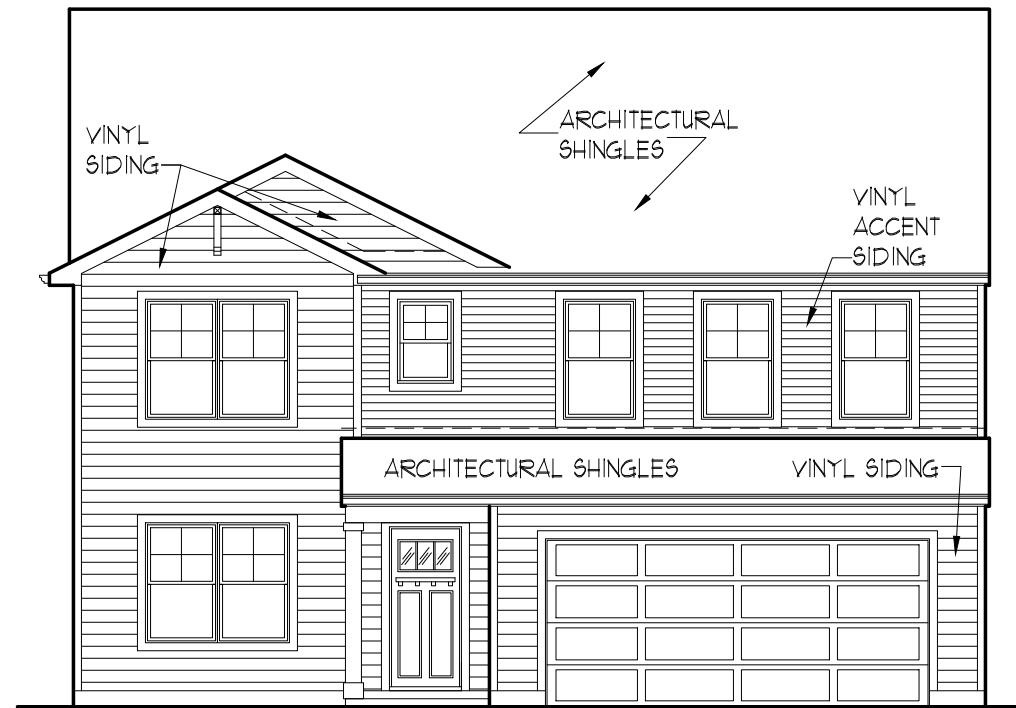 ARCHITECTURAL
SHINGLES
VINYL
SIDING
VINYL
ACCENT
SIDING
ARCHITECTURAL SHINGLES
VINYL SIDING